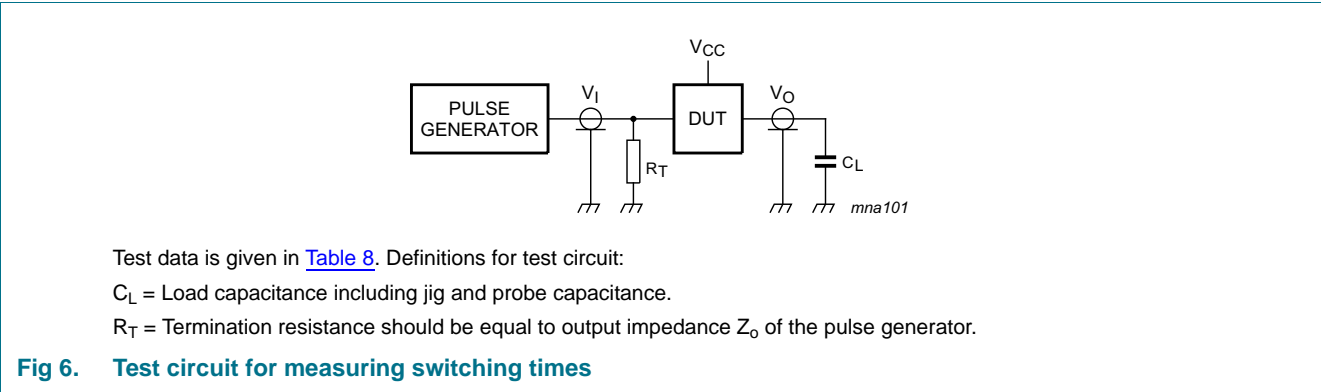 VCC
PULSE
GENERATOR
VI
RT
DUT
VO
CL
mna101
Test data is given in Table 8. Definitions for test circuit:
CL = Load capacitance including jig and probe capacitance.
RT = Termination resistance should be equal to output impedance Zo of the pulse generator.
Fig 6. Test circuit for measuring switching times